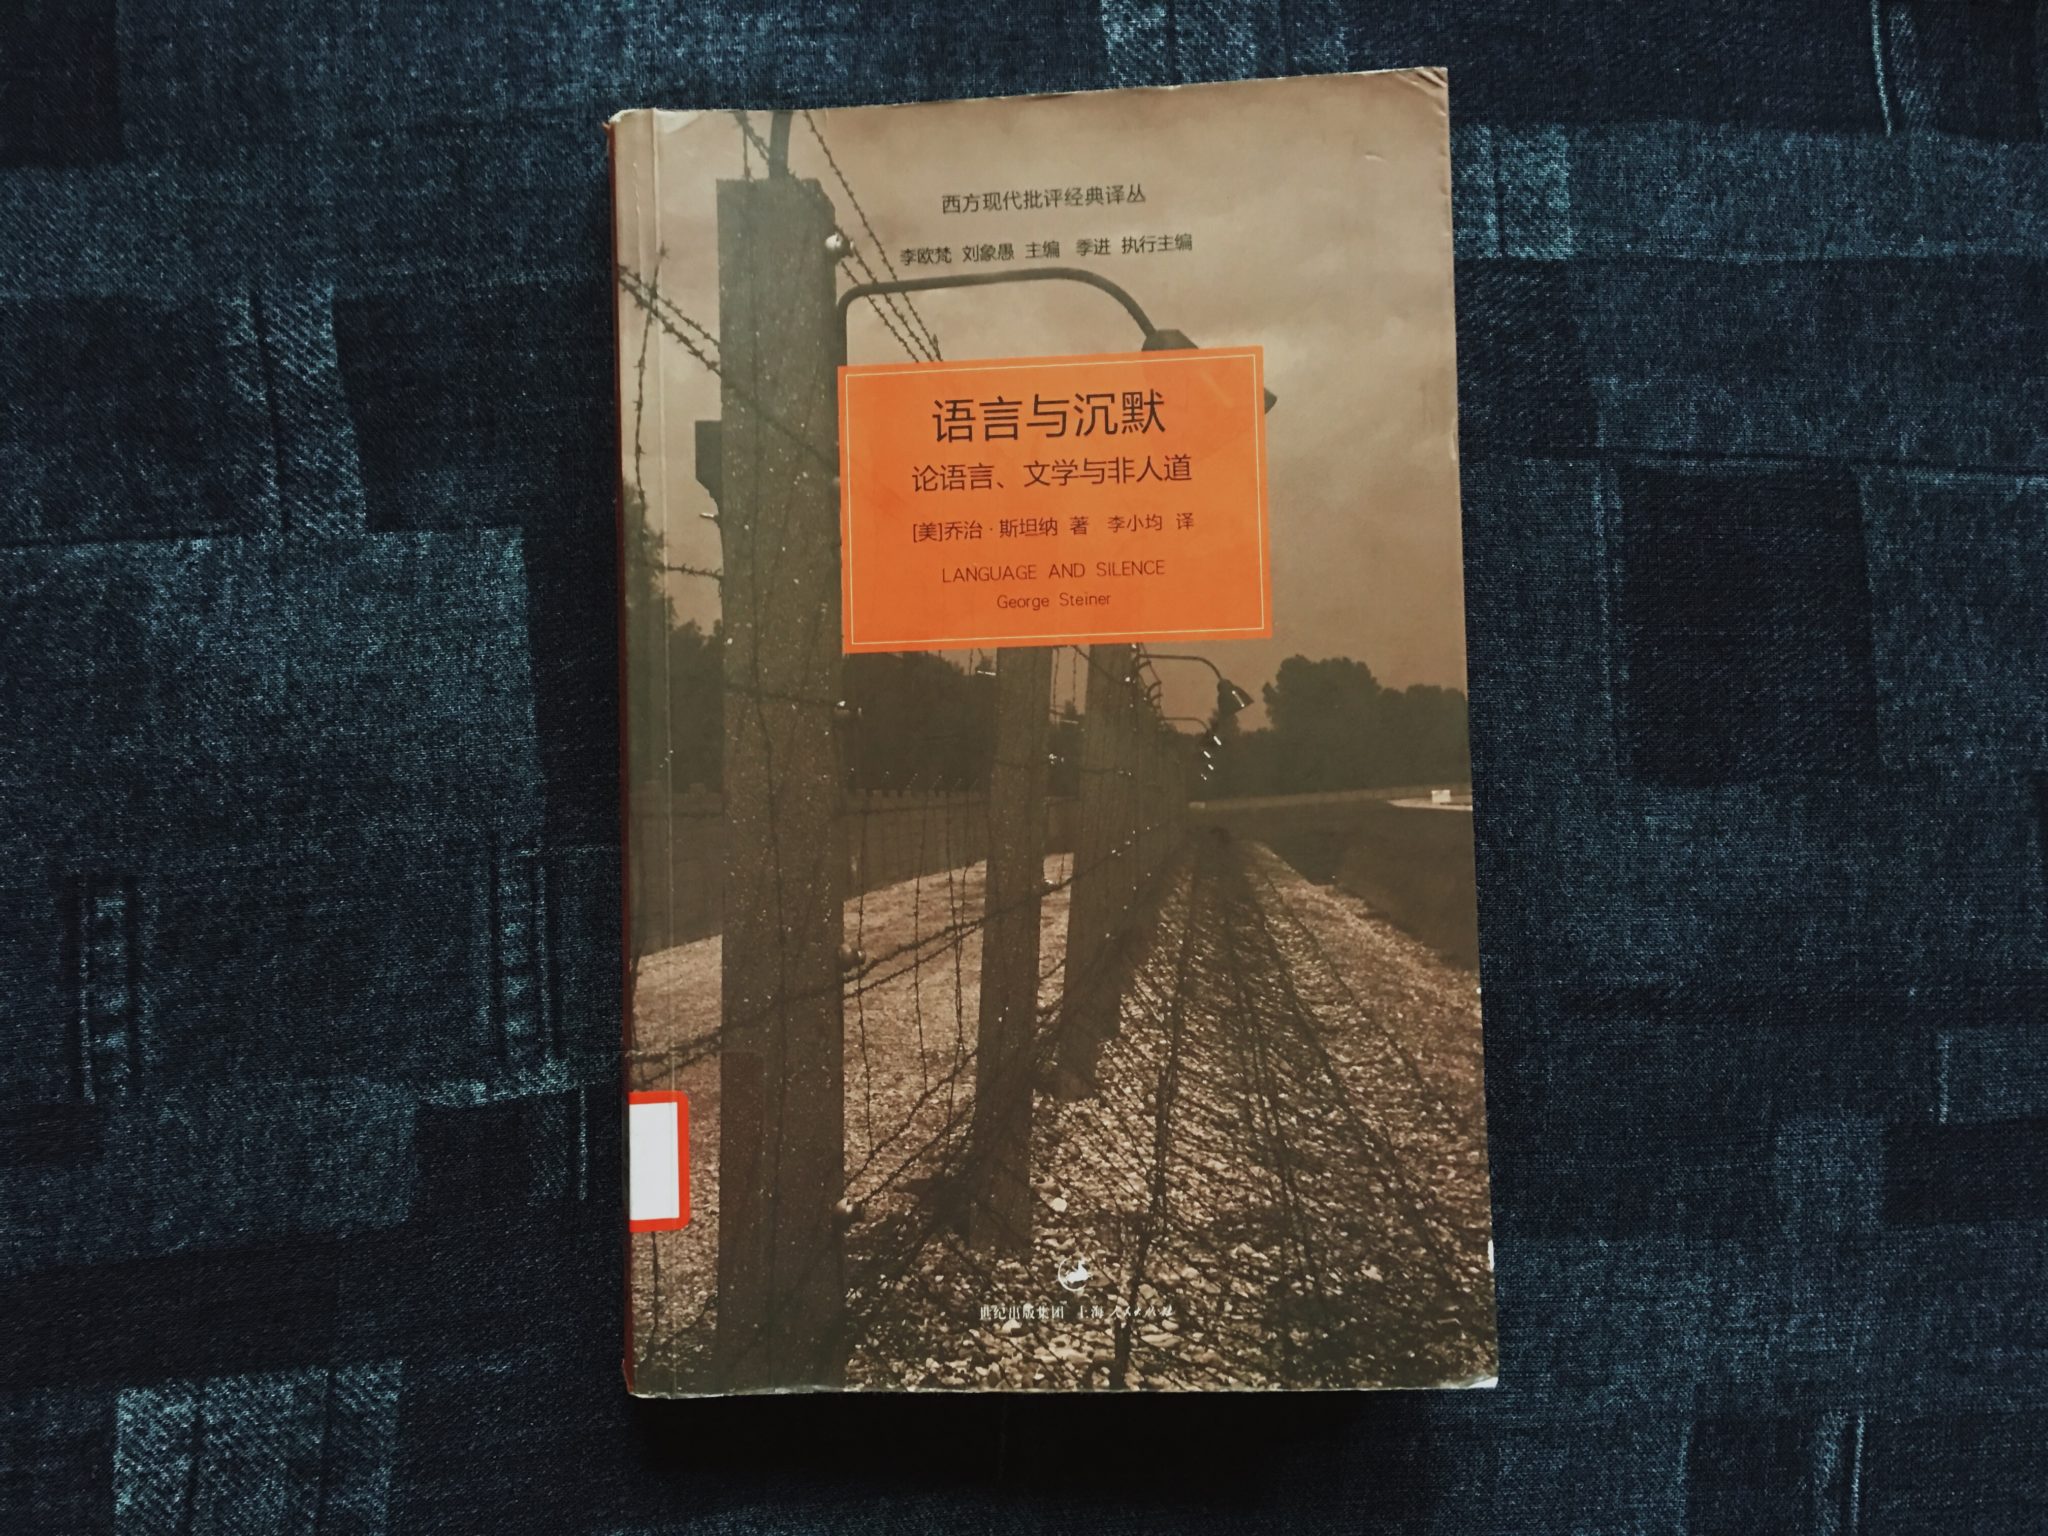 西方现代批评经典译丛
李欧梵 刘象愚 主编 季进 执行主编
语言与沉默
论语言、文学与非人道
[美]乔治·斯坦纳 著 李小均 译
LANGUAGE AND SILENCE
George Steiner
世纪出版集团 上海人民出版社